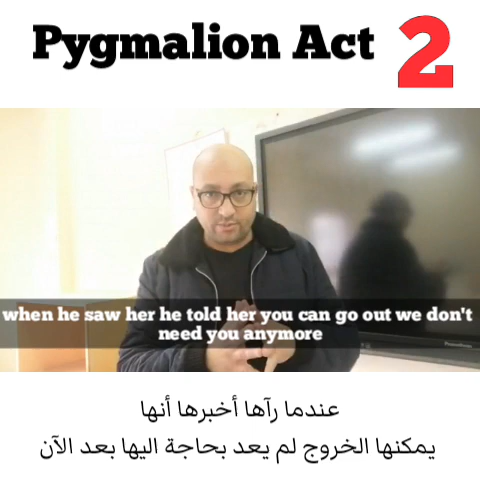 Pygmalion Act 2
when he saw her he told her you can go out we don't
need you anymore
عندما رآها أخبرها أنها
يمكنها الخروج لم يعد بحاجة اليها بعد الآن